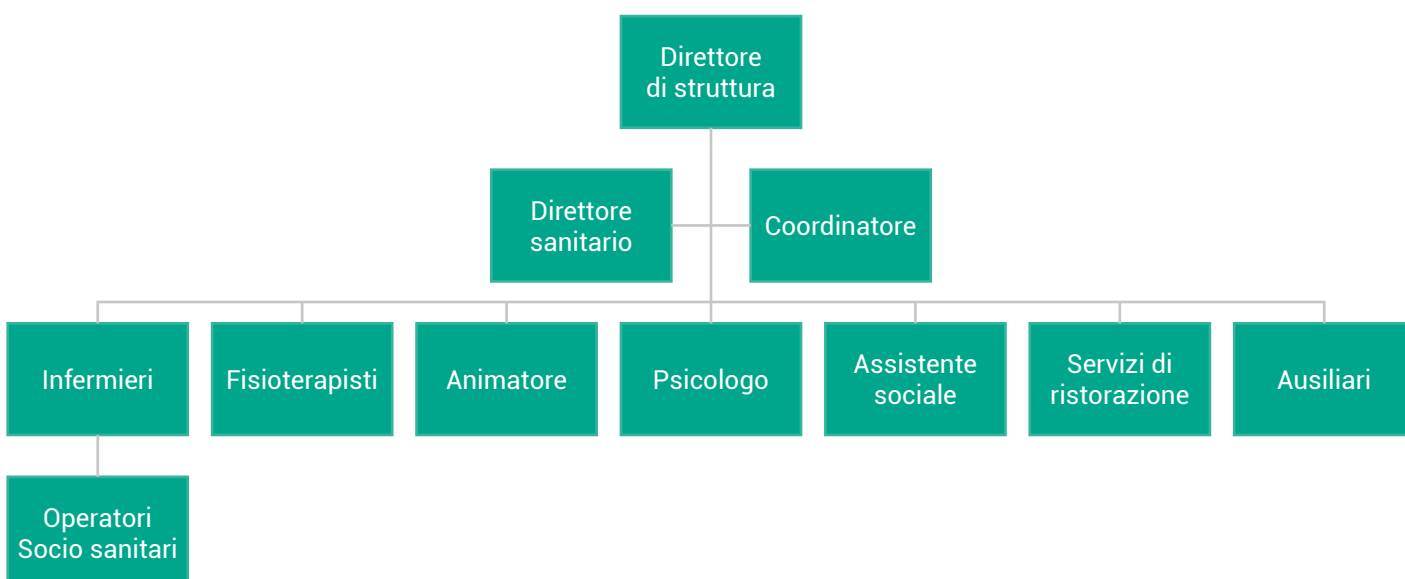 Direttore
di struttura
Direttore
sanitario
Coordinatore
Infermieri
Fisioterapisti
Animatore
Psicologo
Assistente
sociale
Servizi di
ristorazione
Ausiliari
Operatori
Socio sanitari